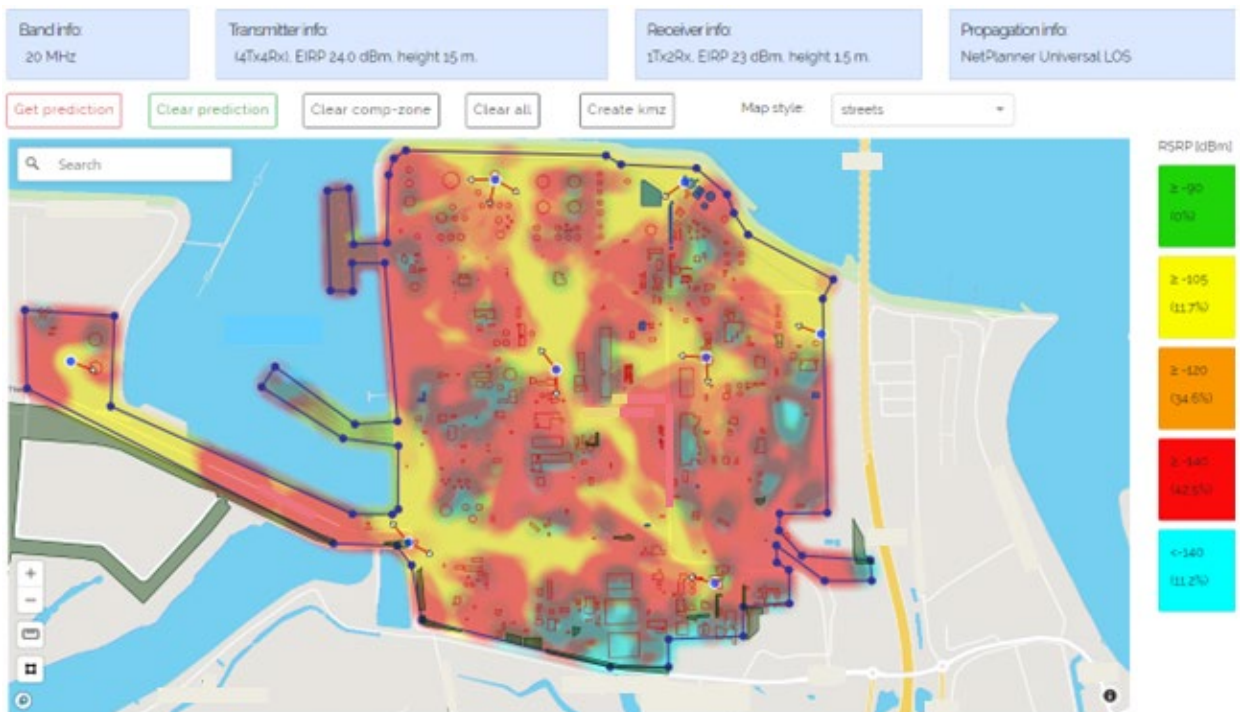 Band info:
20 MHz
Transmitter info:
(4Tx4Rx), EIRP 24.0 dBm, height 15 m.
Receiver info:
1Tx2Rx, EIRP 23 dBm, height 1.5 m.
Propagation info:
NetPlanner Universal LOS
Get prediction
Clear prediction
Clear comp-zone
Clear all
Create kmz
Map style:
streets
Search
RSRP [dBm]
≥ -90
(0%)
≥ -105
(11.7%)
≥ -120
(34.6%)
≥ -140
(42.5%)
<-140
(11.2%)